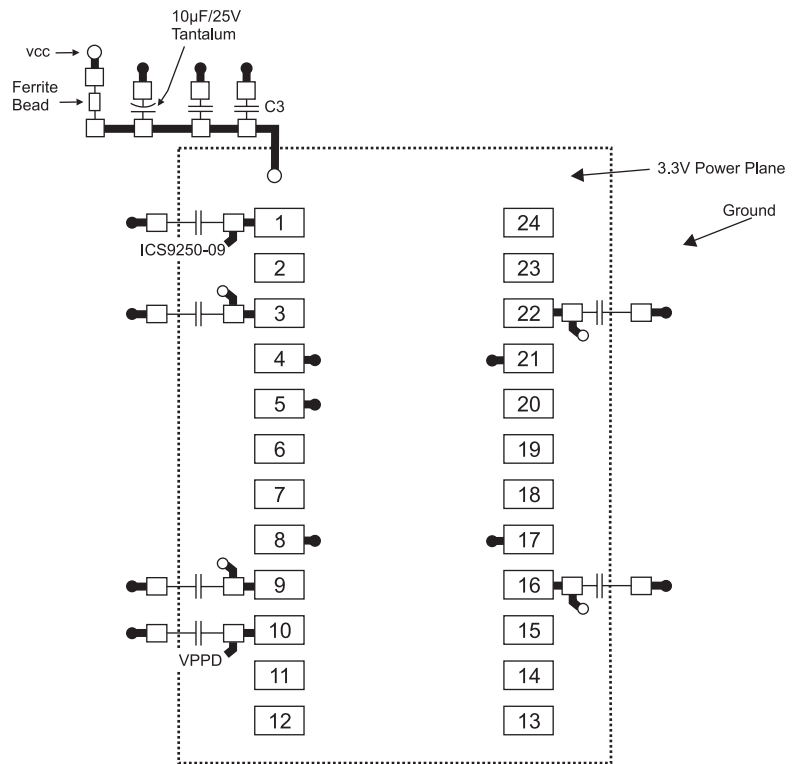 10µF/25V
Tantalum
vcc
Ferrite
Bead
C3
3.3V Power Plane
Ground
1
24
ICS9250-09
2
23
3
22
4
21
5
20
6
19
7
18
8
17
9
16
10
15
VPPD
11
14
12
13